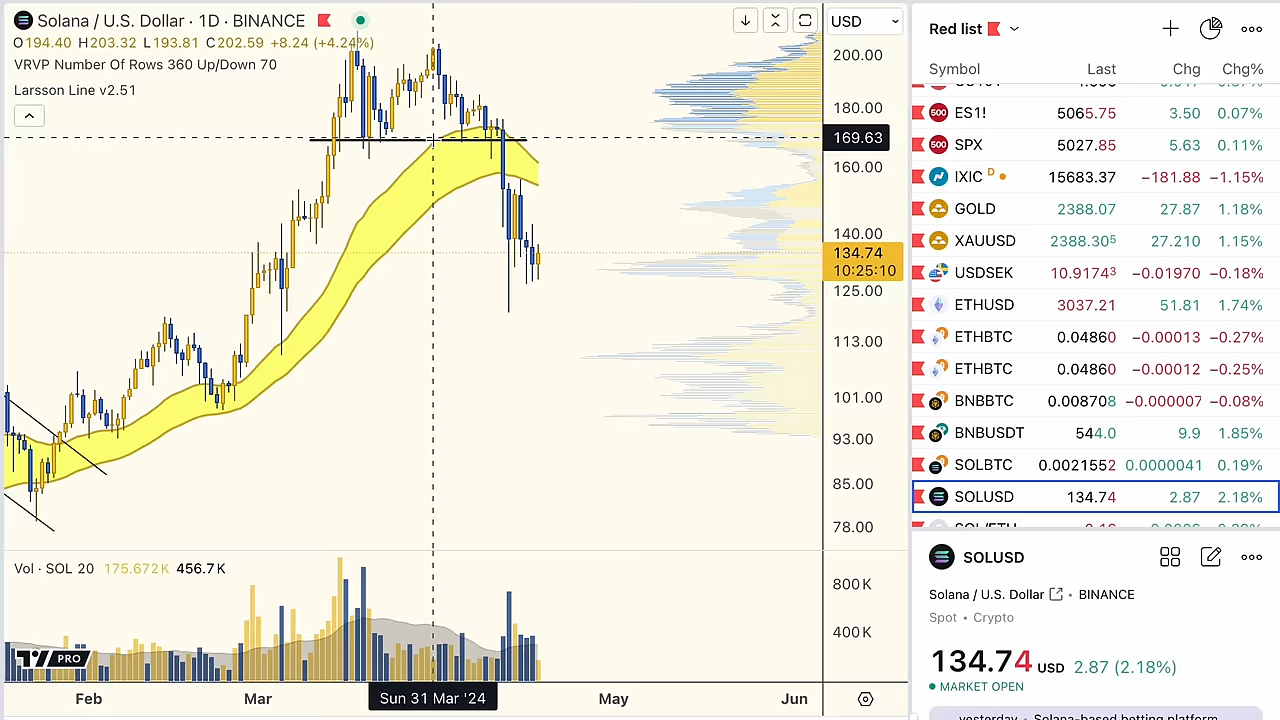 Solana / U.S. Dollar · 1D · BINANCE
O194.40 H203.32 L193.81 C202.59 +8.24 (+4.24%)
VRVP Number Of Rows 360 Up/Down 70
Larsson Line v2.51
USD
200.00
180.00
169.63
160.00
140.00
134.74
10:25:10
125.00
113.00
101.00
93.00
85.00
78.00
Vol · SOL 20 175.672K 456.7K
800K
400K
PRO
Feb
Mar
Sun 31 Mar '24
May
Jun
Red list
Symbol Last Chg Chg%
ES1! 5065.75 3.50 0.07%
SPX 5027.85 5.63 0.11%
IXIC D 15683.37 −181.88 −1.15%
GOLD 2388.07 27.87 1.18%
XAUUSD 2388.305 27.210 1.15%
USDSEK 10.91743 −0.01970 −0.18%
ETHUSD 3037.21 51.81 1.74%
ETHBTC 0.04860 −0.00013 −0.27%
ETHBTC 0.04860 −0.00012 −0.25%
BNBBTC 0.008708 −0.000007 −0.08%
BNBUSDT 544.0 9.9 1.85%
SOLBTC 0.0021552 0.0000041 0.19%
SOLUSD 134.74 2.87 2.18%
SOLUSD
Solana / U.S. Dollar • BINANCE
Spot • Crypto
134.74 USD 2.87 (2.18%)
MARKET OPEN
yesterday • Solana-based betting platform